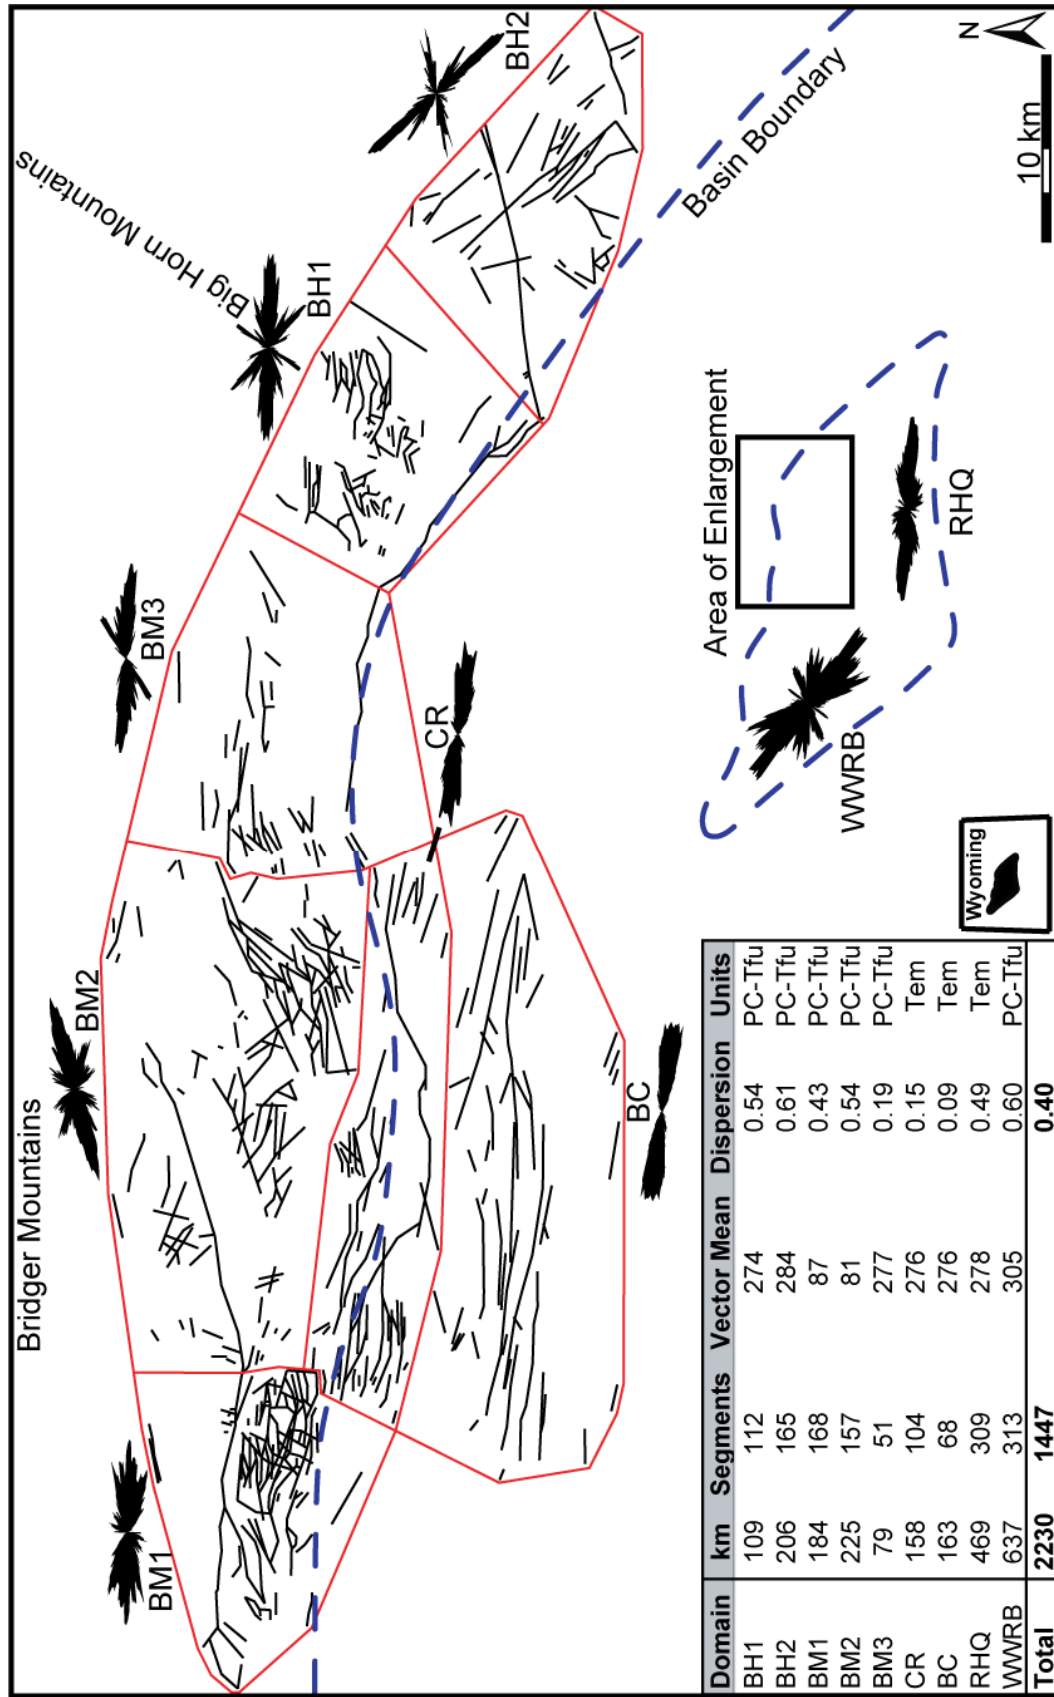 Bridger Mountains
Big Horn Mountains
BM1
BM2
BM3
BH1
BH2
CR
BC
Basin Boundary
N
10 km
Area of Enlargement
WWRB
RHQ
Wyoming
Domain km Segments Vector Mean Dispersion Units
BH1 109 112 274 0.54 PC-Tfu
BH2 206 165 284 0.61 PC-Tfu
BM1 184 168 87 0.43 PC-Tfu
BM2 225 157 81 0.54 PC-Tfu
BM3 79 51 277 0.19 PC-Tfu
CR 158 104 276 0.15 Tem
BC 163 68 276 0.09 Tem
RHQ 469 309 278 0.49 Tem
WWRB 637 313 305 0.60 PC-Tfu
Total 2230 1447 0.40